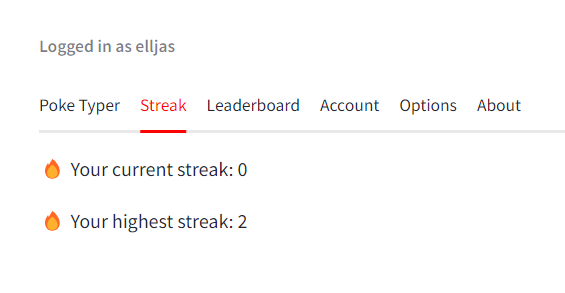 Logged in as elljas
Poke Typer Streak Leaderboard Account Options About
🔥 Your current streak: 0
🔥 Your highest streak: 2